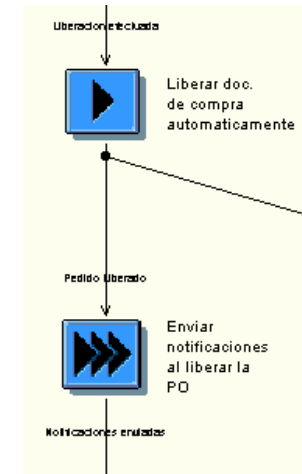 Liberacion efectuada
Liberar doc.
de compra
automaticamente
Pedido Liberado
Enviar
notificaciones
al liberar la
PO
Notificaciones enviadas